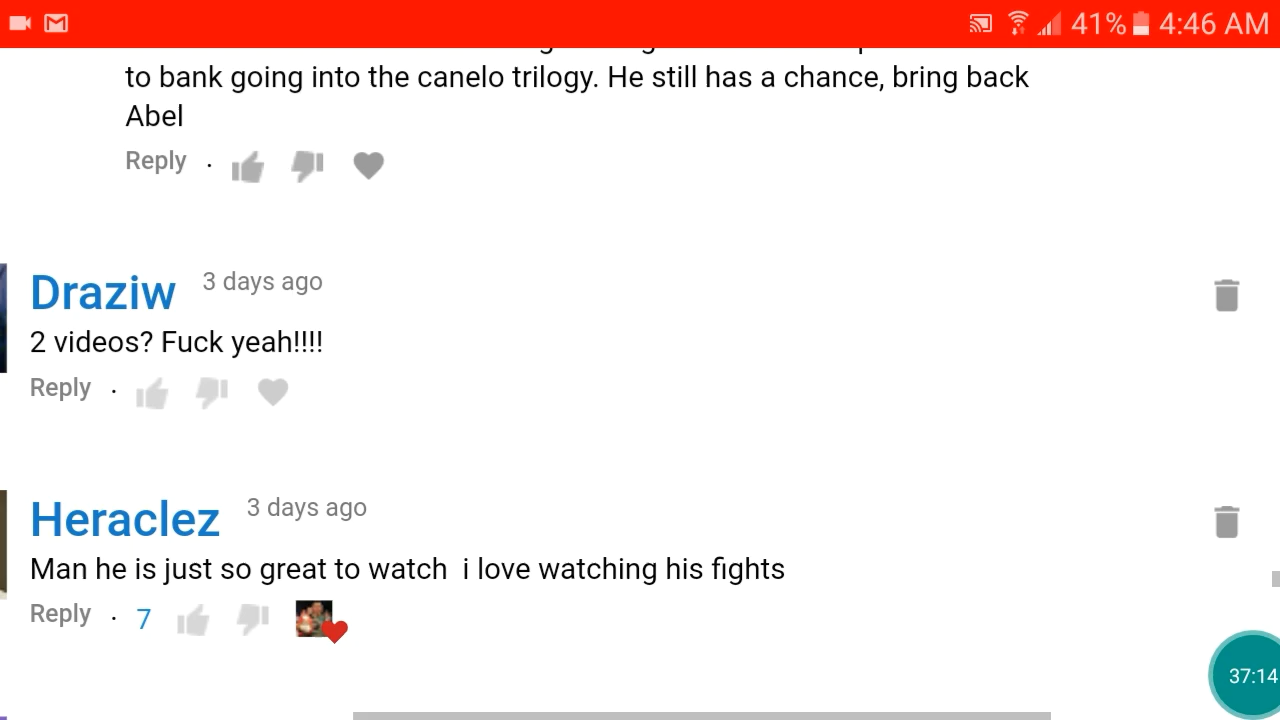 41% 4:46 AM
to bank going into the canelo trilogy. He still has a chance, bring back
Abel
Reply .
Draziw 3 days ago
2 videos? Fuck yeah!!!!
Reply .
Heraclez 3 days ago
Man he is just so great to watch  i love watching his fights
Reply . 7
37:14